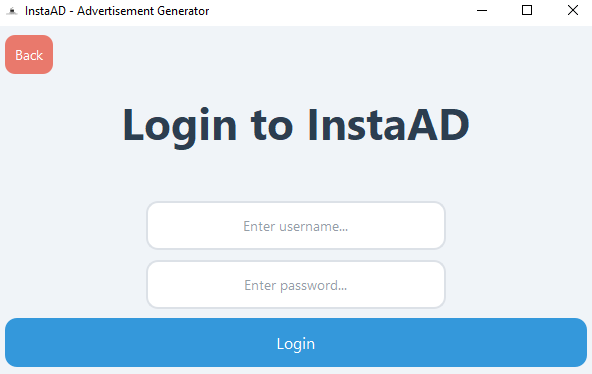 InstaAD - Advertisement Generator
Back
Login to InstaAD
Enter username...
Enter password...
Login